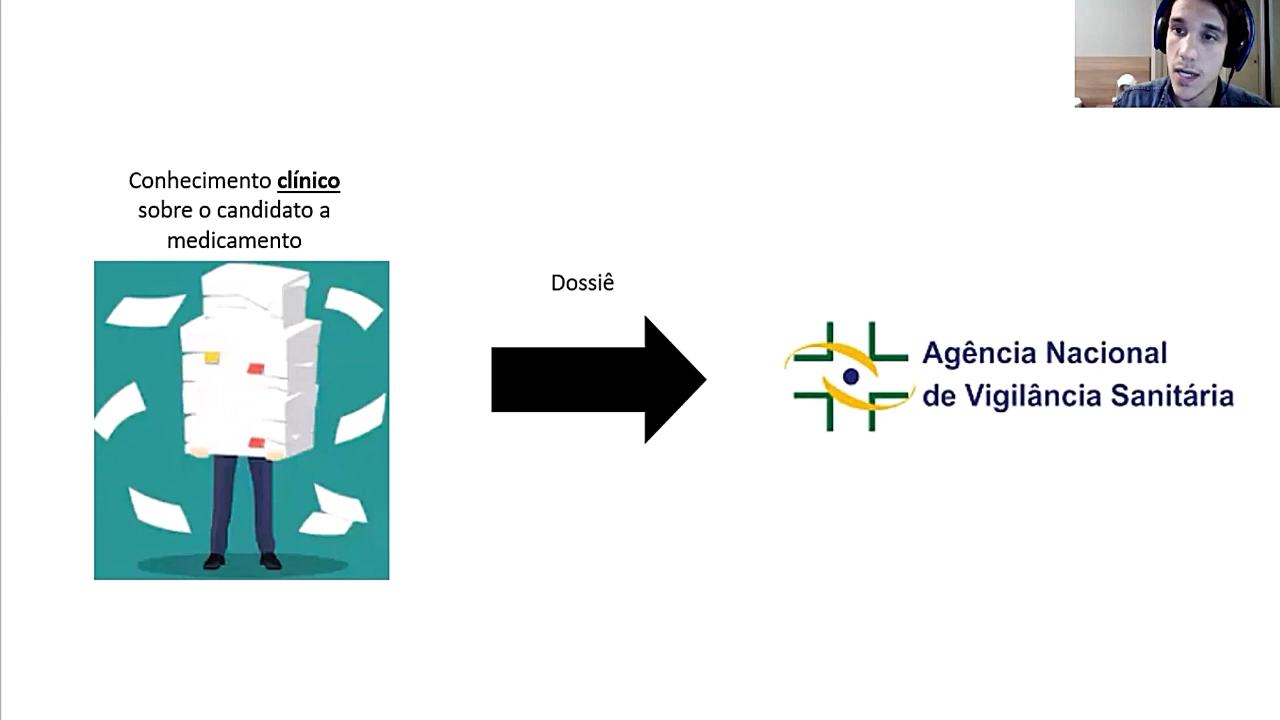 Conhecimento clínico
sobre o candidato a
medicamento
Dossiê
Agência Nacional
de Vigilância Sanitária